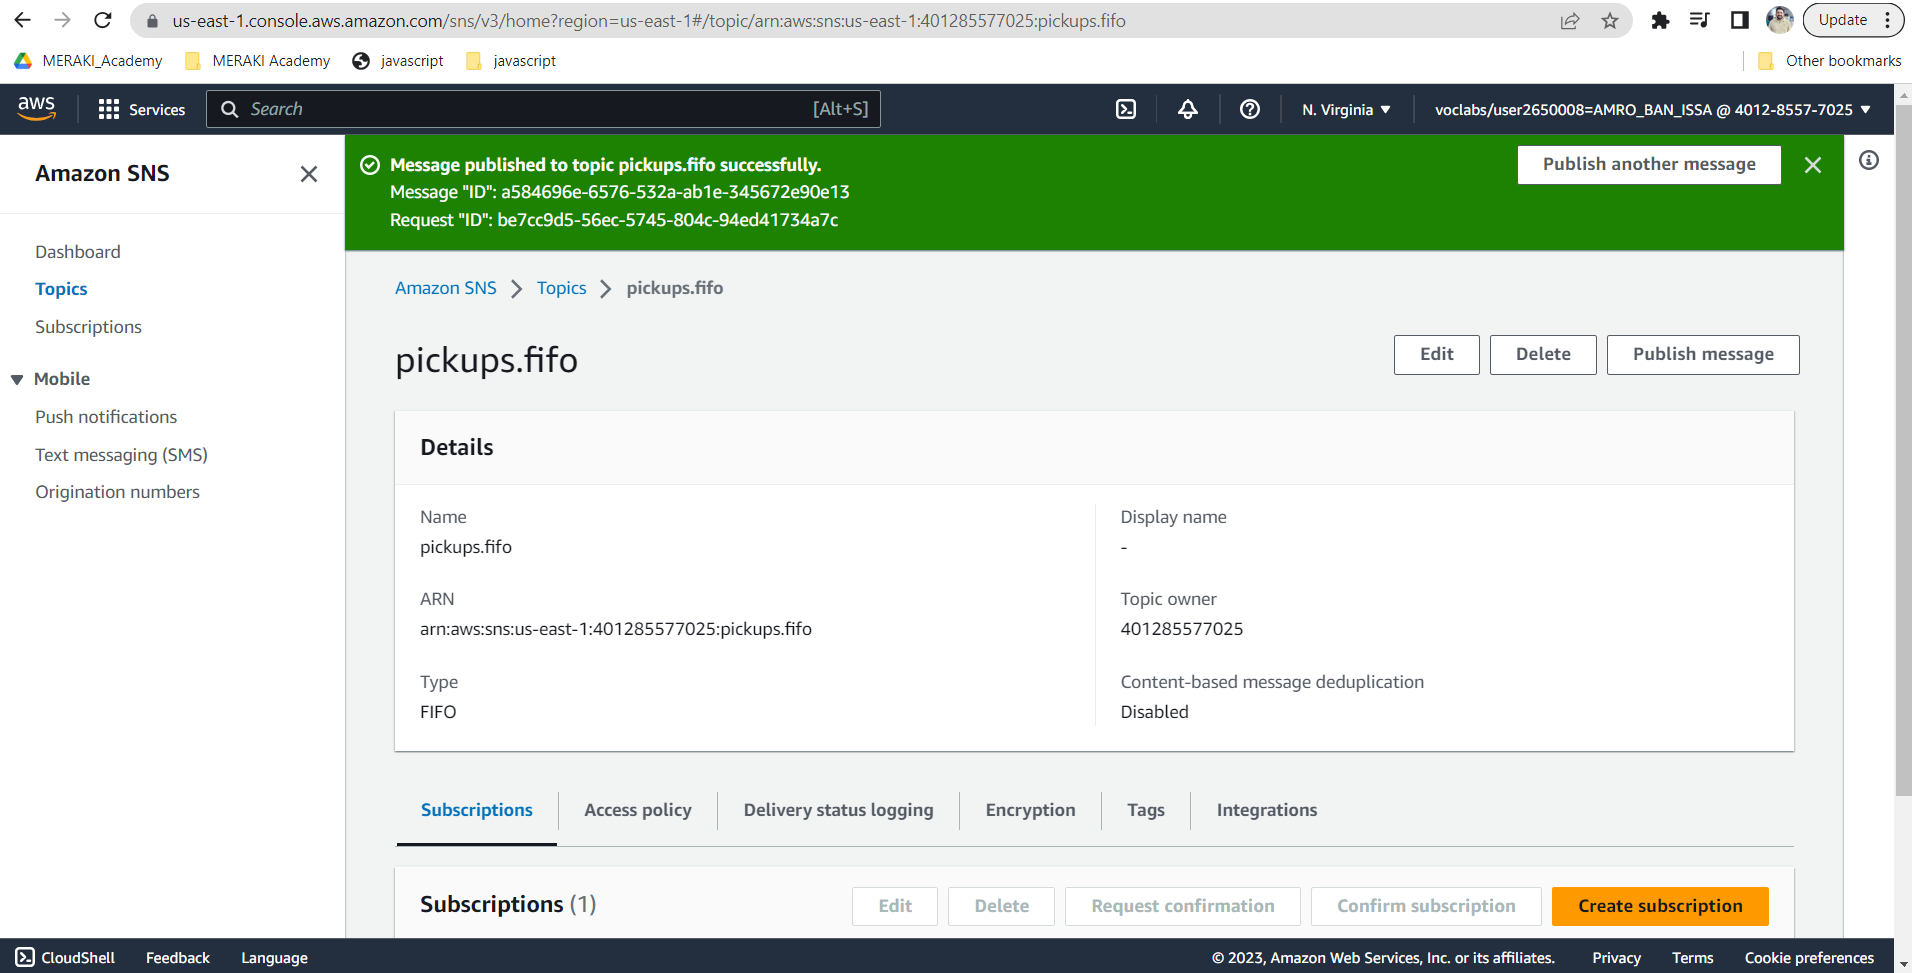 us-east-1.console.aws.amazon.com/sns/v3/home?region=us-east-1#/topic/arn:aws:sns:us-east-1:401285577025:pickups.fifo
Update
MERAKI_Academy
MERAKI Academy
javascript
javascript
Other bookmarks
aws
Services
Search
[Alt+S]
N. Virginia
voclabs/user2650008=AMRO_BAN_ISSA @ 4012-8557-7025
Amazon SNS
Dashboard
Topics
Subscriptions
Mobile
Push notifications
Text messaging (SMS)
Origination numbers
Message published to topic pickups.fifo successfully.
Message "ID": a584696e-6576-532a-ab1e-345672e90e13
Request "ID": be7cc9d5-56ec-5745-804c-94ed41734a7c
Publish another message
Amazon SNS
Topics
pickups.fifo
pickups.fifo
Edit
Delete
Publish message
Details
Name
pickups.fifo
ARN
arn:aws:sns:us-east-1:401285577025:pickups.fifo
Type
FIFO
Display name
-
Topic owner
401285577025
Content-based message deduplication
Disabled
Subscriptions
Access policy
Delivery status logging
Encryption
Tags
Integrations
Subscriptions (1)
Edit
Delete
Request confirmation
Confirm subscription
Create subscription
CloudShell
Feedback
Language
© 2023, Amazon Web Services, Inc. or its affiliates.
Privacy
Terms
Cookie preferences